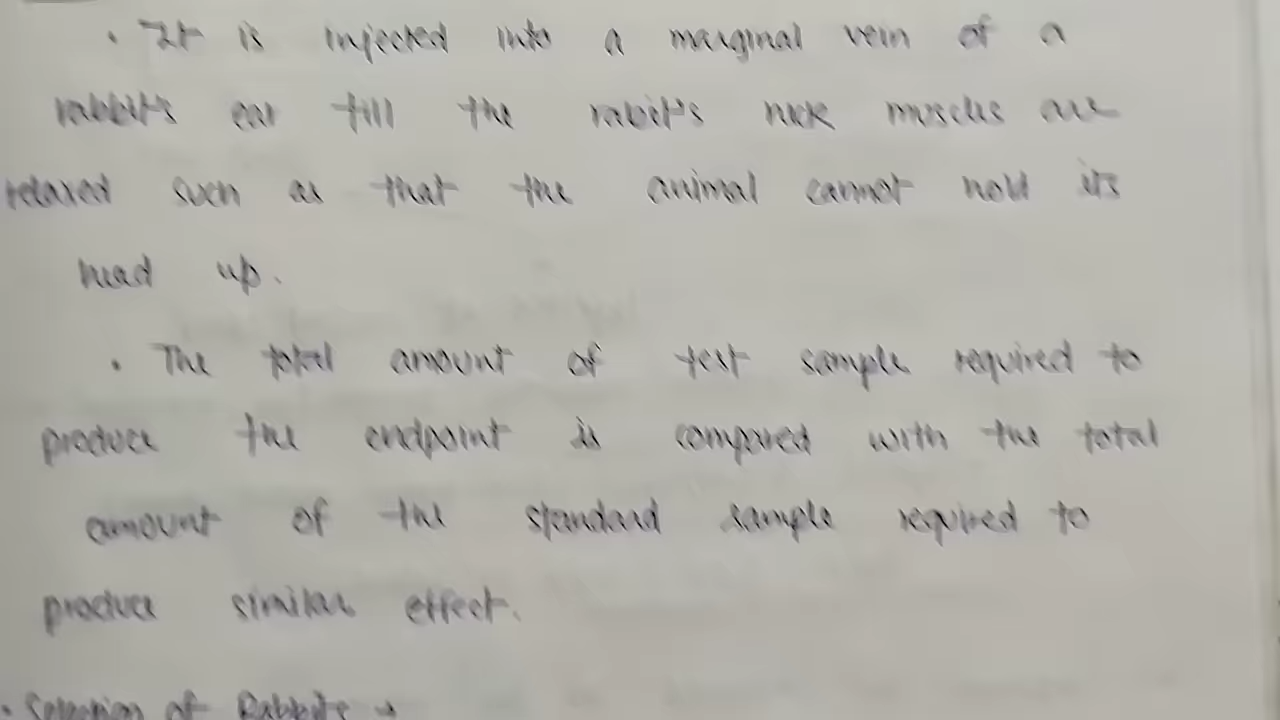 • It is injected into a marginal vein of a
rabbit's ear till the rabit's neck muscles are
relaxed such as that the animal cannot hold its
head up.
• The total amount of test sample required to
produce the endpoint is compared with the total
amount of the standard sample required to
produce similar effect.
• Selection of Rabbits →